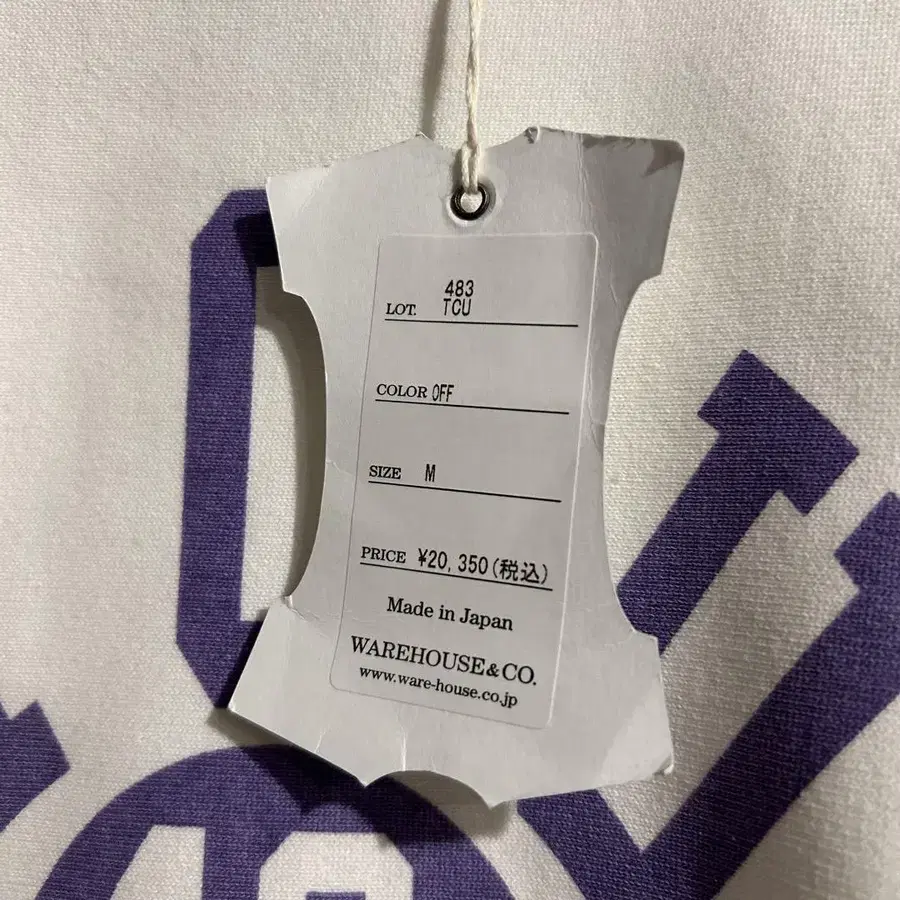 483
LOT. TCU
COLOR OFF
SIZE M
PRICE ¥20,350(税込)
Made in Japan
WAREHOUSE&CO.
www.ware-house.co.jp